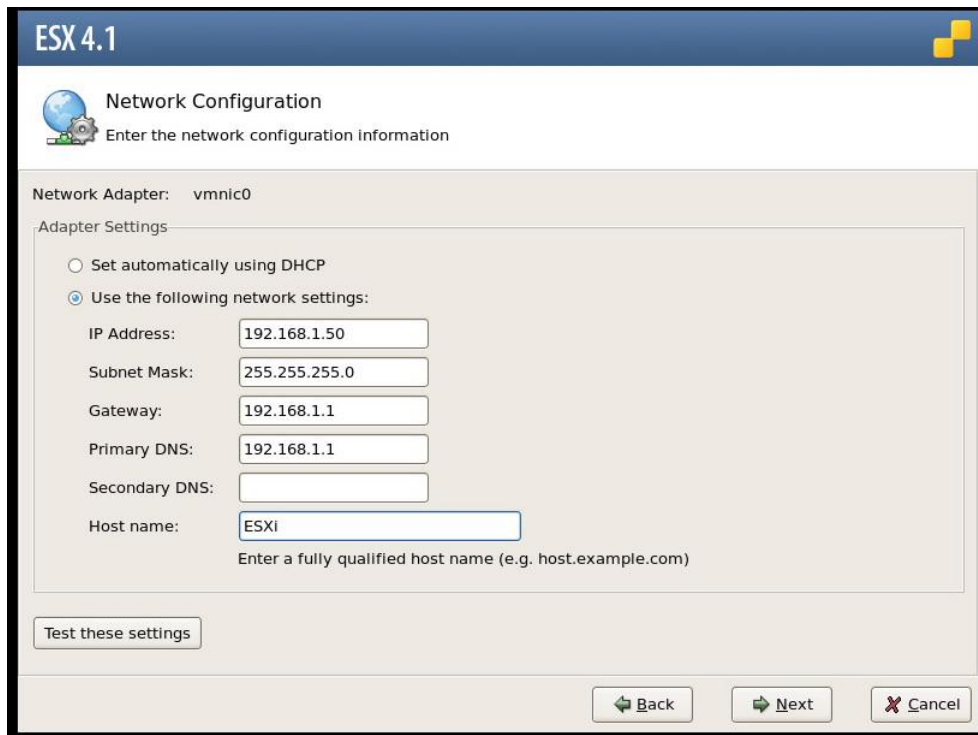 ESX 4.1
Network Configuration
Enter the network configuration information
Network Adapter: vmnic0
Adapter Settings
Set automatically using DHCP
Use the following network settings:
IP Address: 192.168.1.50
Subnet Mask: 255.255.255.0
Gateway: 192.168.1.1
Primary DNS: 192.168.1.1
Secondary DNS:
Host name: ESXi
Enter a fully qualified host name (e.g. host.example.com)
Test these settings
Back Next Cancel